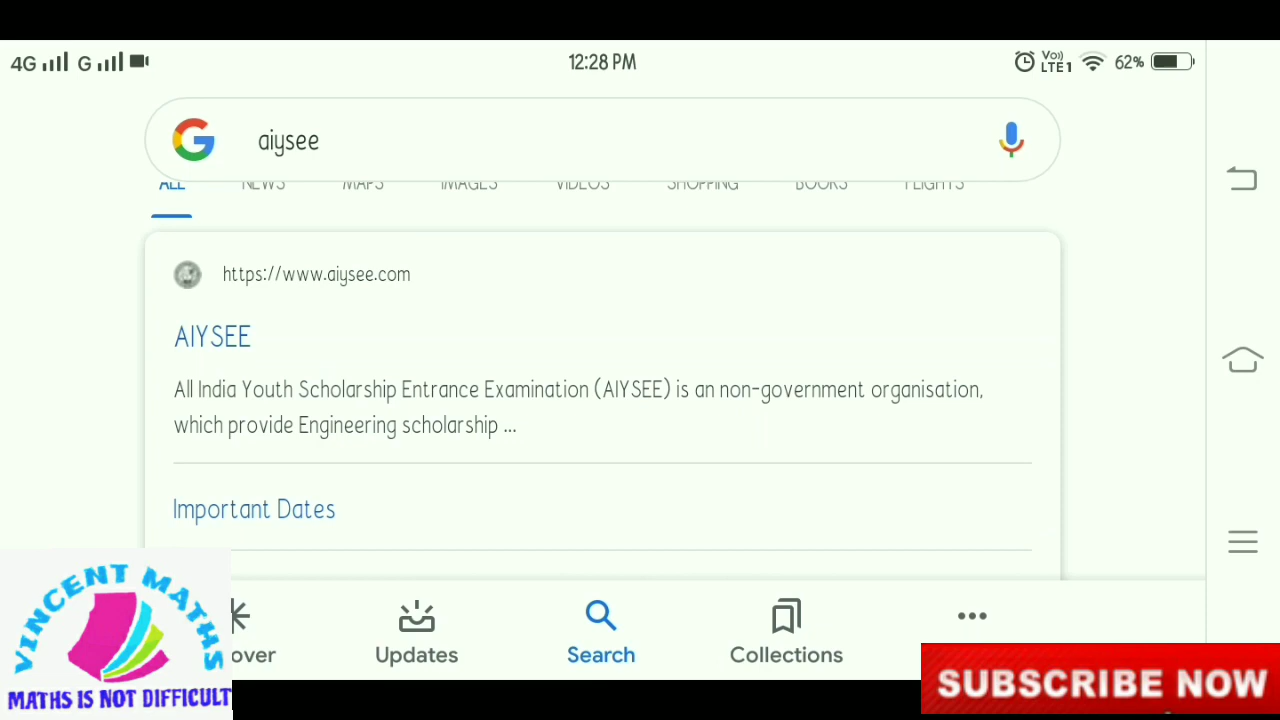 4G G 12:28 PM Vo)) LTE1 62%
aiysee
ALL NEWS MAPS IMAGES VIDEOS SHOPPING BOOKS FLIGHTS
https://www.aiysee.com
AIYSEE
All India Youth Scholarship Entrance Examination (AIYSEE) is an non-government organisation,
which provide Engineering scholarship ...
Important Dates
over Updates Search Collections
VINCENT MATHS
MATHS IS NOT DIFFICULT
SUBSCRIBE NOW